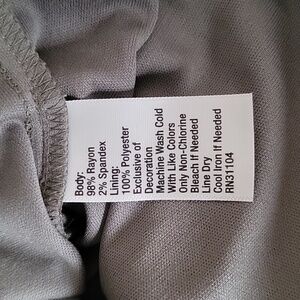 Body:
98% Rayon
2% Spandex
Lining:
100% Polyester
Exclusive of
Decoration
Machine Wash Cold
With Like Colors
Only Non-Chlorine
Bleach If Needed
Line Dry
Cool Iron If Needed
RN31104